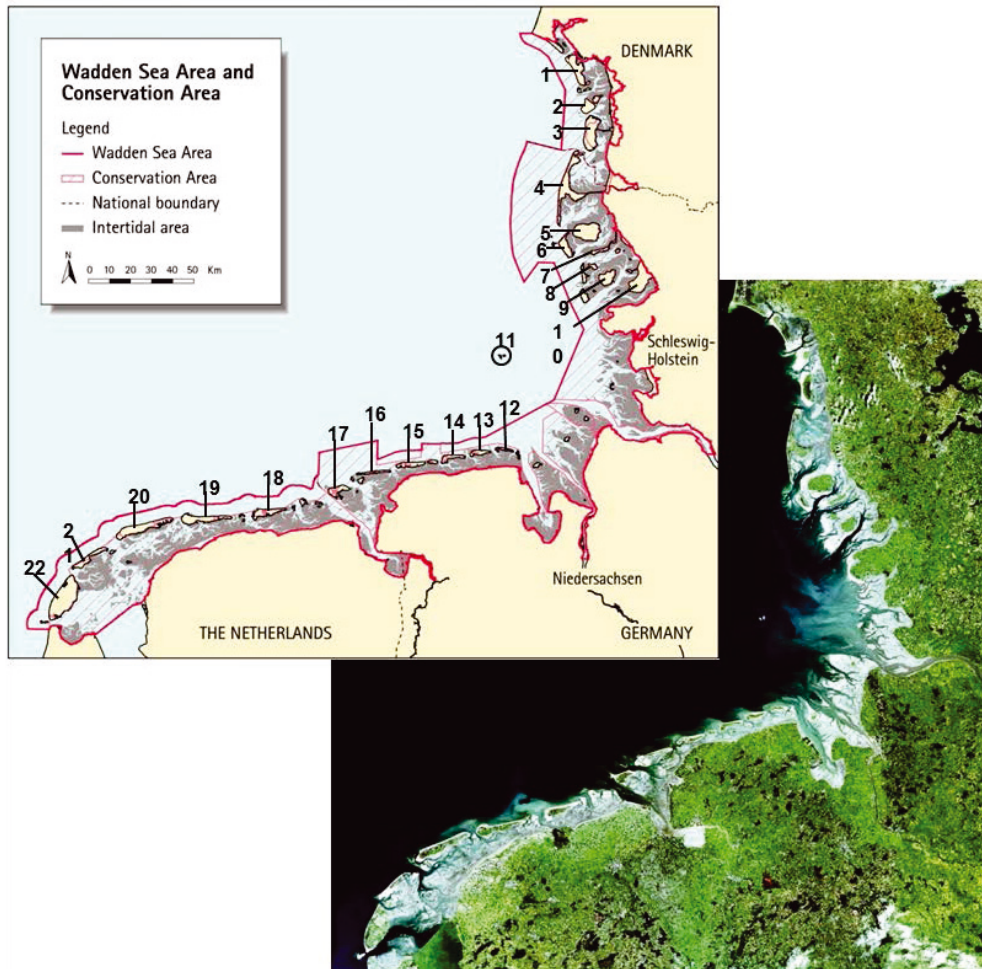 Wadden Sea Area and
Conservation Area
Legend
Wadden Sea Area
Conservation Area
National boundary
Intertidal area
N
0 10 20 30 40 50 Km
DENMARK
1
2
3
4
5
6
7
8
9
1
0
11
Schleswig-
Holstein
12
13
14
15
16
17
18
19
20
2
1
22
Niedersachsen
THE NETHERLANDS
GERMANY